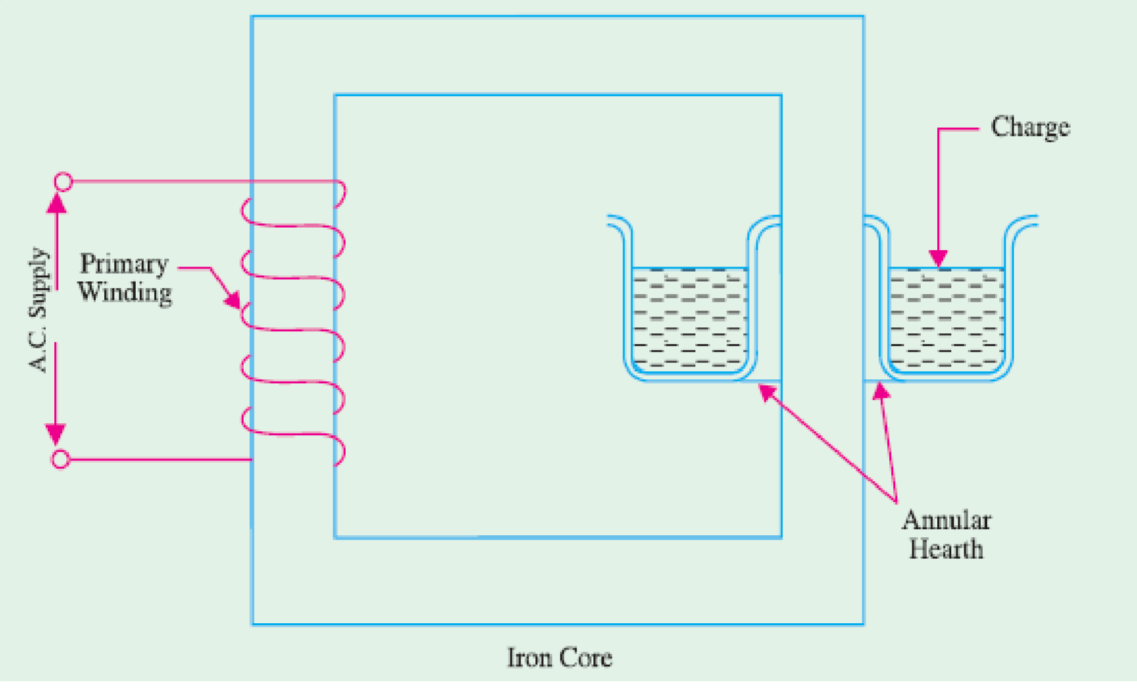 Charge
A.C. Supply
Primary
Winding
Annular
Hearth
Iron Core